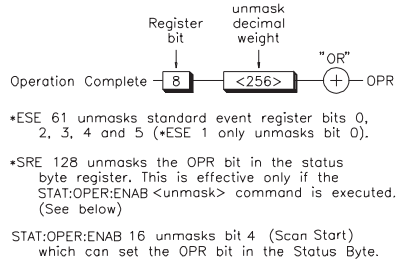 Register
bit
unmask
decimal
weight
"OR"
Operation Complete 8 <256> + OPR
*ESE 61 unmasks standard event register bits 0,
2, 3, 4 and 5 (*ESE 1 only unmasks bit 0).
*SRE 128 unmasks the OPR bit in the status
byte register. This is effective only if the
STAT:OPER:ENAB <unmask> command is executed.
(See below)
STAT:OPER:ENAB 16 unmasks bit 4 (Scan Start)
which can set the OPR bit in the Status Byte.